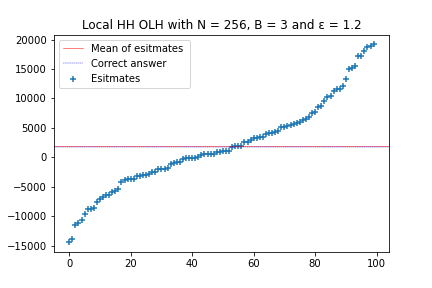 Local HH OLH with N = 256, B = 3 and ε = 1.2
Mean of esitmates
Correct answer
Esitmates
20000
15000
10000
5000
0
−5000
−10000
−15000
0 20 40 60 80 100